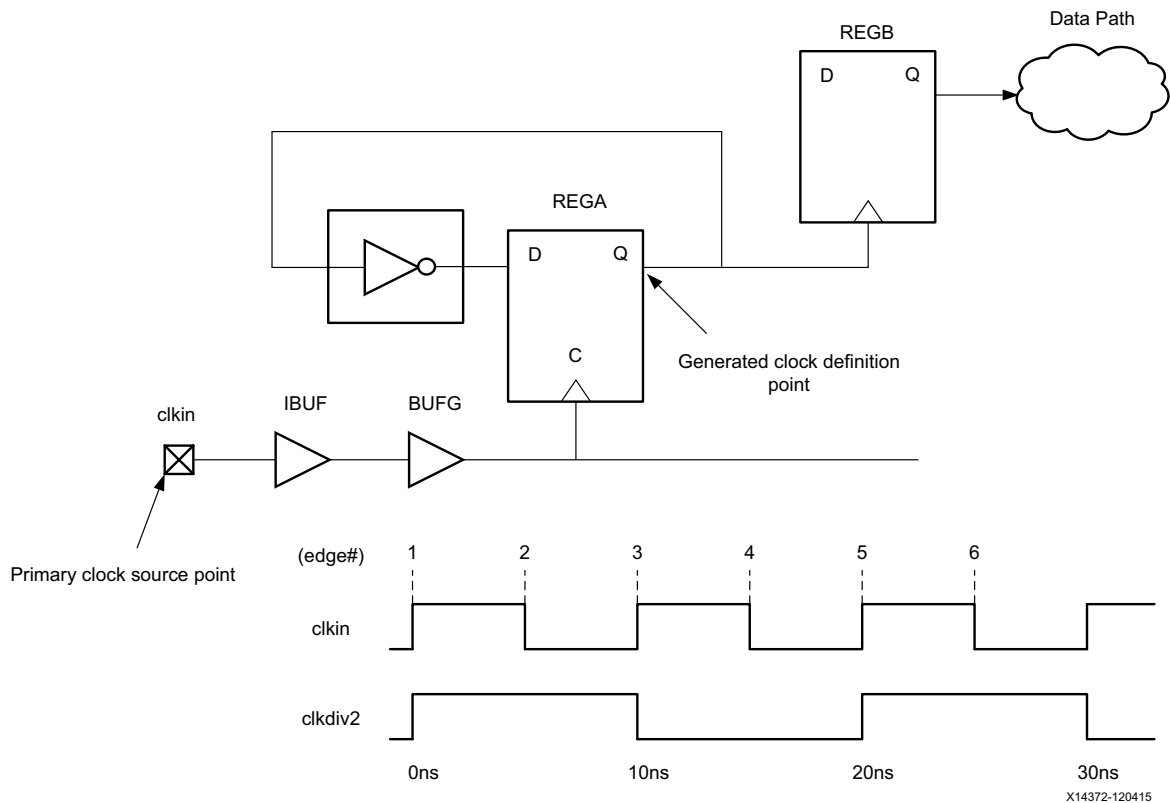 Data Path
REGB
D Q
REGA
D Q
C
Generated clock definition
point
clkin
IBUF
BUFG
Primary clock source point
(edge#) 1 2 3 4 5 6
clkin
clkdiv2
0ns 10ns 20ns 30ns
X14372-120415